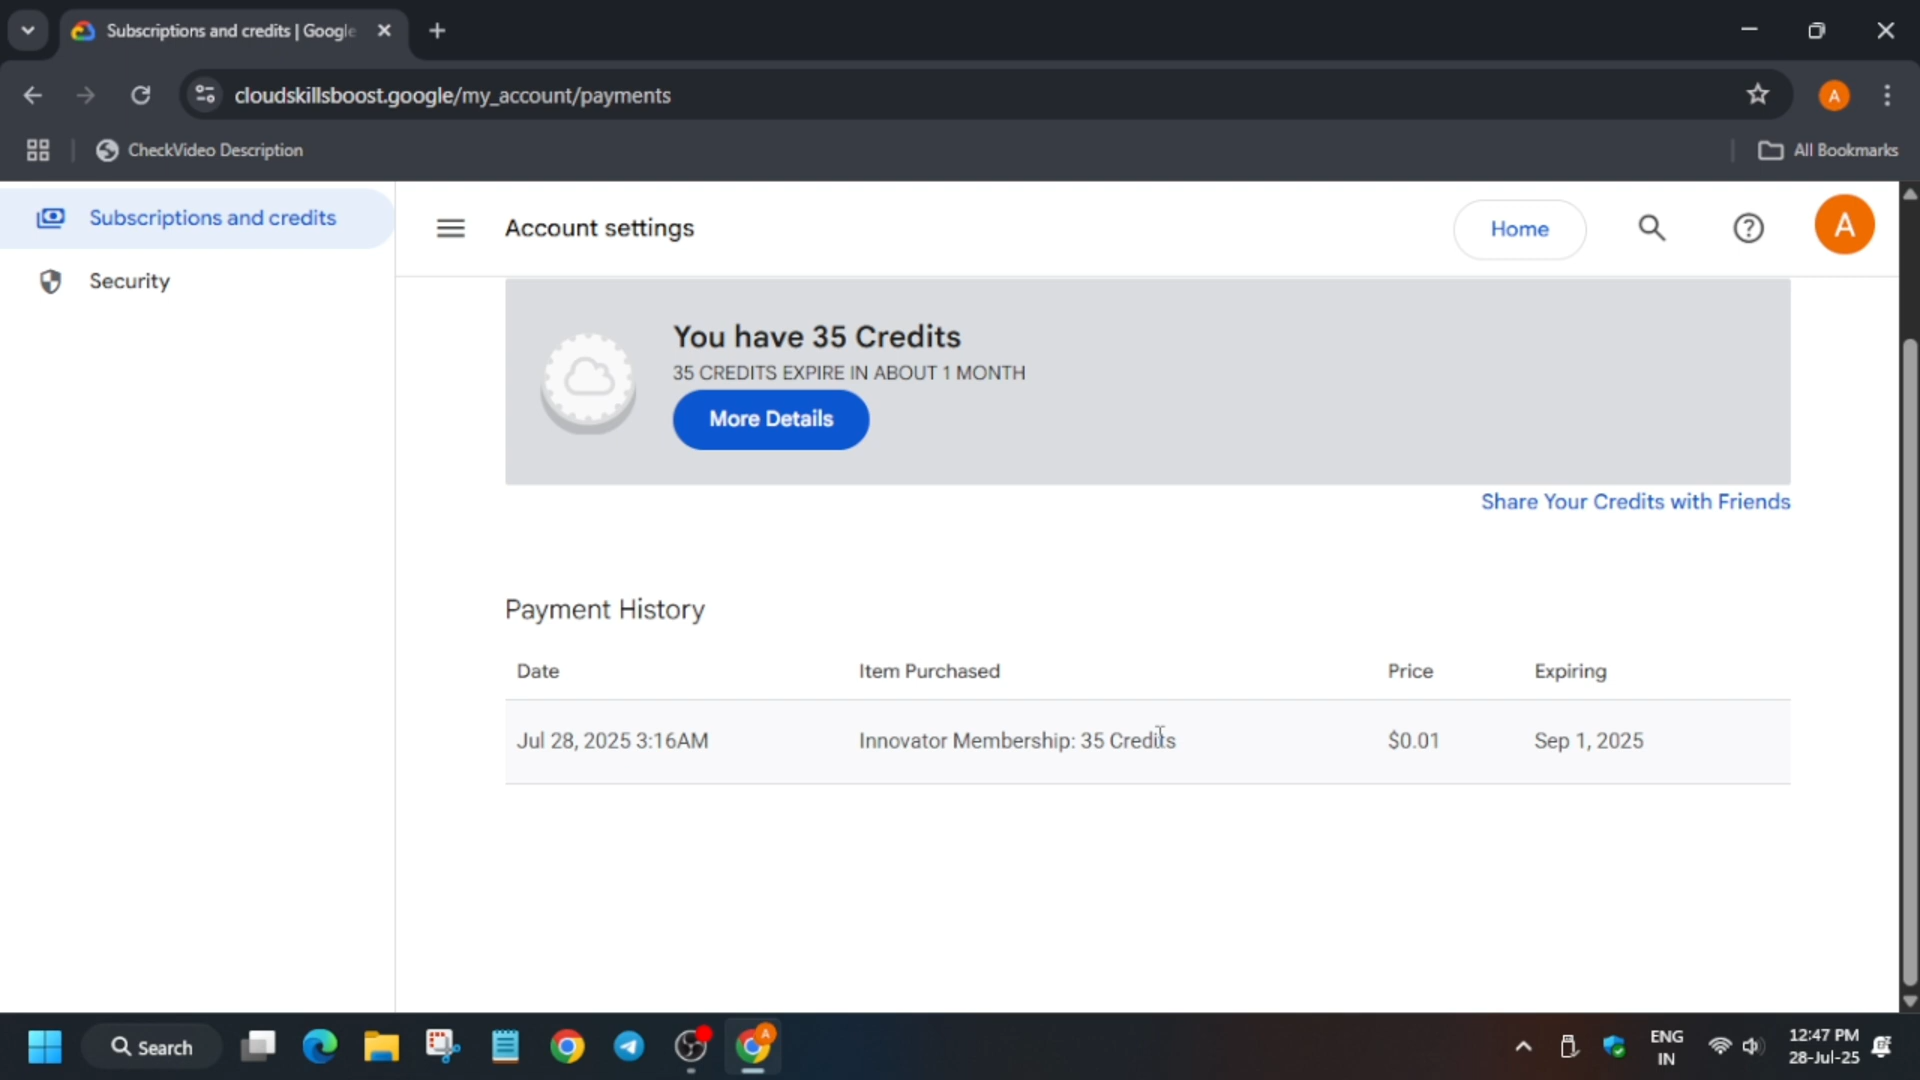 Subscriptions and credits | Google
cloudskillsboost.google/my_account/payments
CheckVideo Description
All Bookmarks
A
Subscriptions and credits
Security
Account settings
Home
A
You have 35 Credits
35 CREDITS EXPIRE IN ABOUT 1 MONTH
More Details
Share Your Credits with Friends
Payment History
Date Item Purchased Price Expiring
Jul 28, 2025 3:16AM Innovator Membership: 35 Credits $0.01 Sep 1, 2025
Search
A
ENG
IN
12:47 PM
28-Jul-25